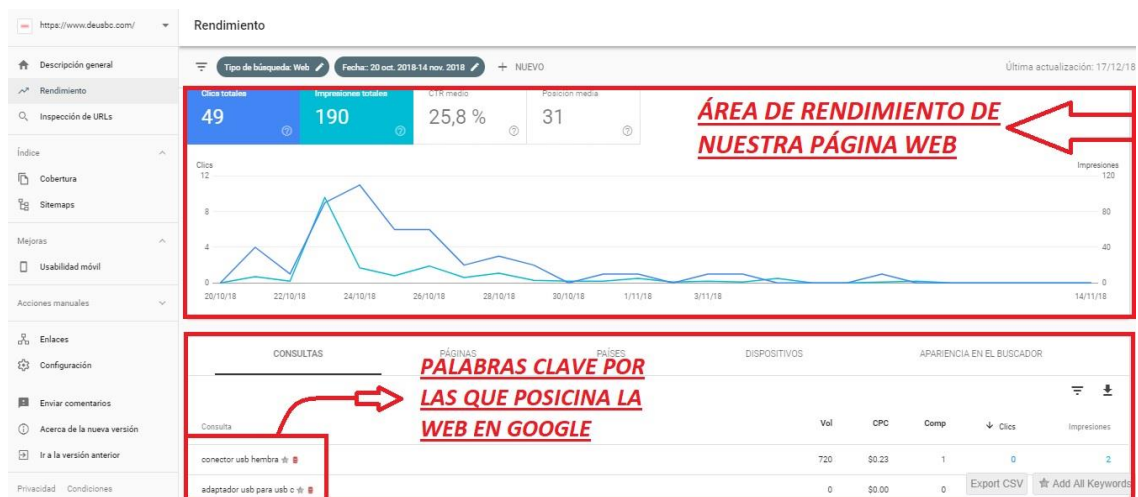 https://www.deusbc.com/
Rendimiento
Descripción general
Rendimiento
Inspección de URLs
Índice
Cobertura
Sitemaps
Mejoras
Usabilidad móvil
Acciones manuales
Enlaces
Configuración
Enviar comentarios
Acerca de la nueva versión
Ir a la versión anterior
Privacidad Condiciones
Tipo de búsqueda: Web
Fecha:: 20 oct. 2018-14 nov. 2018
+ NUEVO
Última actualización: 17/12/18
Clics totales
49
Impresiones totales
190
CTR medio
25,8 %
Posición media
31
ÁREA DE RENDIMIENTO DE
NUESTRA PÁGINA WEB
Clics
12
8
4
0
Impresiones
120
80
40
0
20/10/18 22/10/18 24/10/18 26/10/18 28/10/18 30/10/18 1/11/18 3/11/18 14/11/18
CONSULTAS PÁGINAS PAÍSES DISPOSITIVOS APARIENCIA EN EL BUSCADOR
PALABRAS CLAVE POR
LAS QUE POSICINA LA
WEB EN GOOGLE
Consulta Vol CPC Comp Clics Impresiones
conector usb hembra 720 $0.23 1 0 2
adaptador usb para usb c 0 $0.00 0
Export CSV Add All Keywords